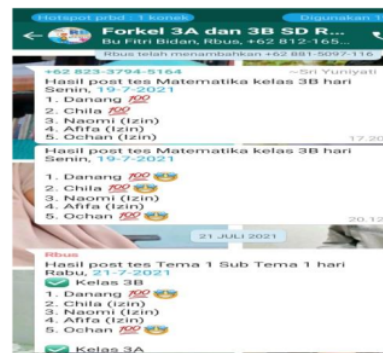 Hotspot prbd : 1 konek Digunakan 1
Forkel 3A dan 3B SD R...
Bu Fitri Bidan, Rbus, +62 812-165...
Rbus telah menambahkan +62 881-5097-116
+62 823-3794-5164 ~Sri Yuniyati
Hasil post tes Matematika kelas 3B hari
Senin, 19-7-2021
1. Danang 💯
2. Chila 💯
3. Naomi (Izin)
4. Afifa (Izin)
5. Ochan (Izin) 17.20
Hasil post tes Matematika kelas 3B hari
Senin, 19-7-2021
1. Danang 💯 🤩
2. Chila 💯 🤩
3. Naomi (Izin)
4. Afifa (Izin)
5. Ochan 💯 🤩
20.12
21 JULI 2021
Rbus
Hasil post tes Tema 1 Sub Tema 1 hari
Rabu, 21-7-2021
✅ Kelas 3B
1. Danang 💯 🤩
2. Chila (izin)
3. Naomi (Izin)
4. Afifa (Izin)
5. Ochan 💯 🤩
✅ Kelas 3A